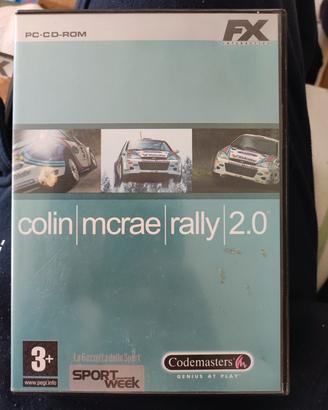 PC-CD-ROM
FX
INTERACTIVE
colin|mcrae|rally|2.0
3+
www.pegi.info
La Gazzetta dello Sport
SPORT
week
Codemasters
GENIUS AT PLAY